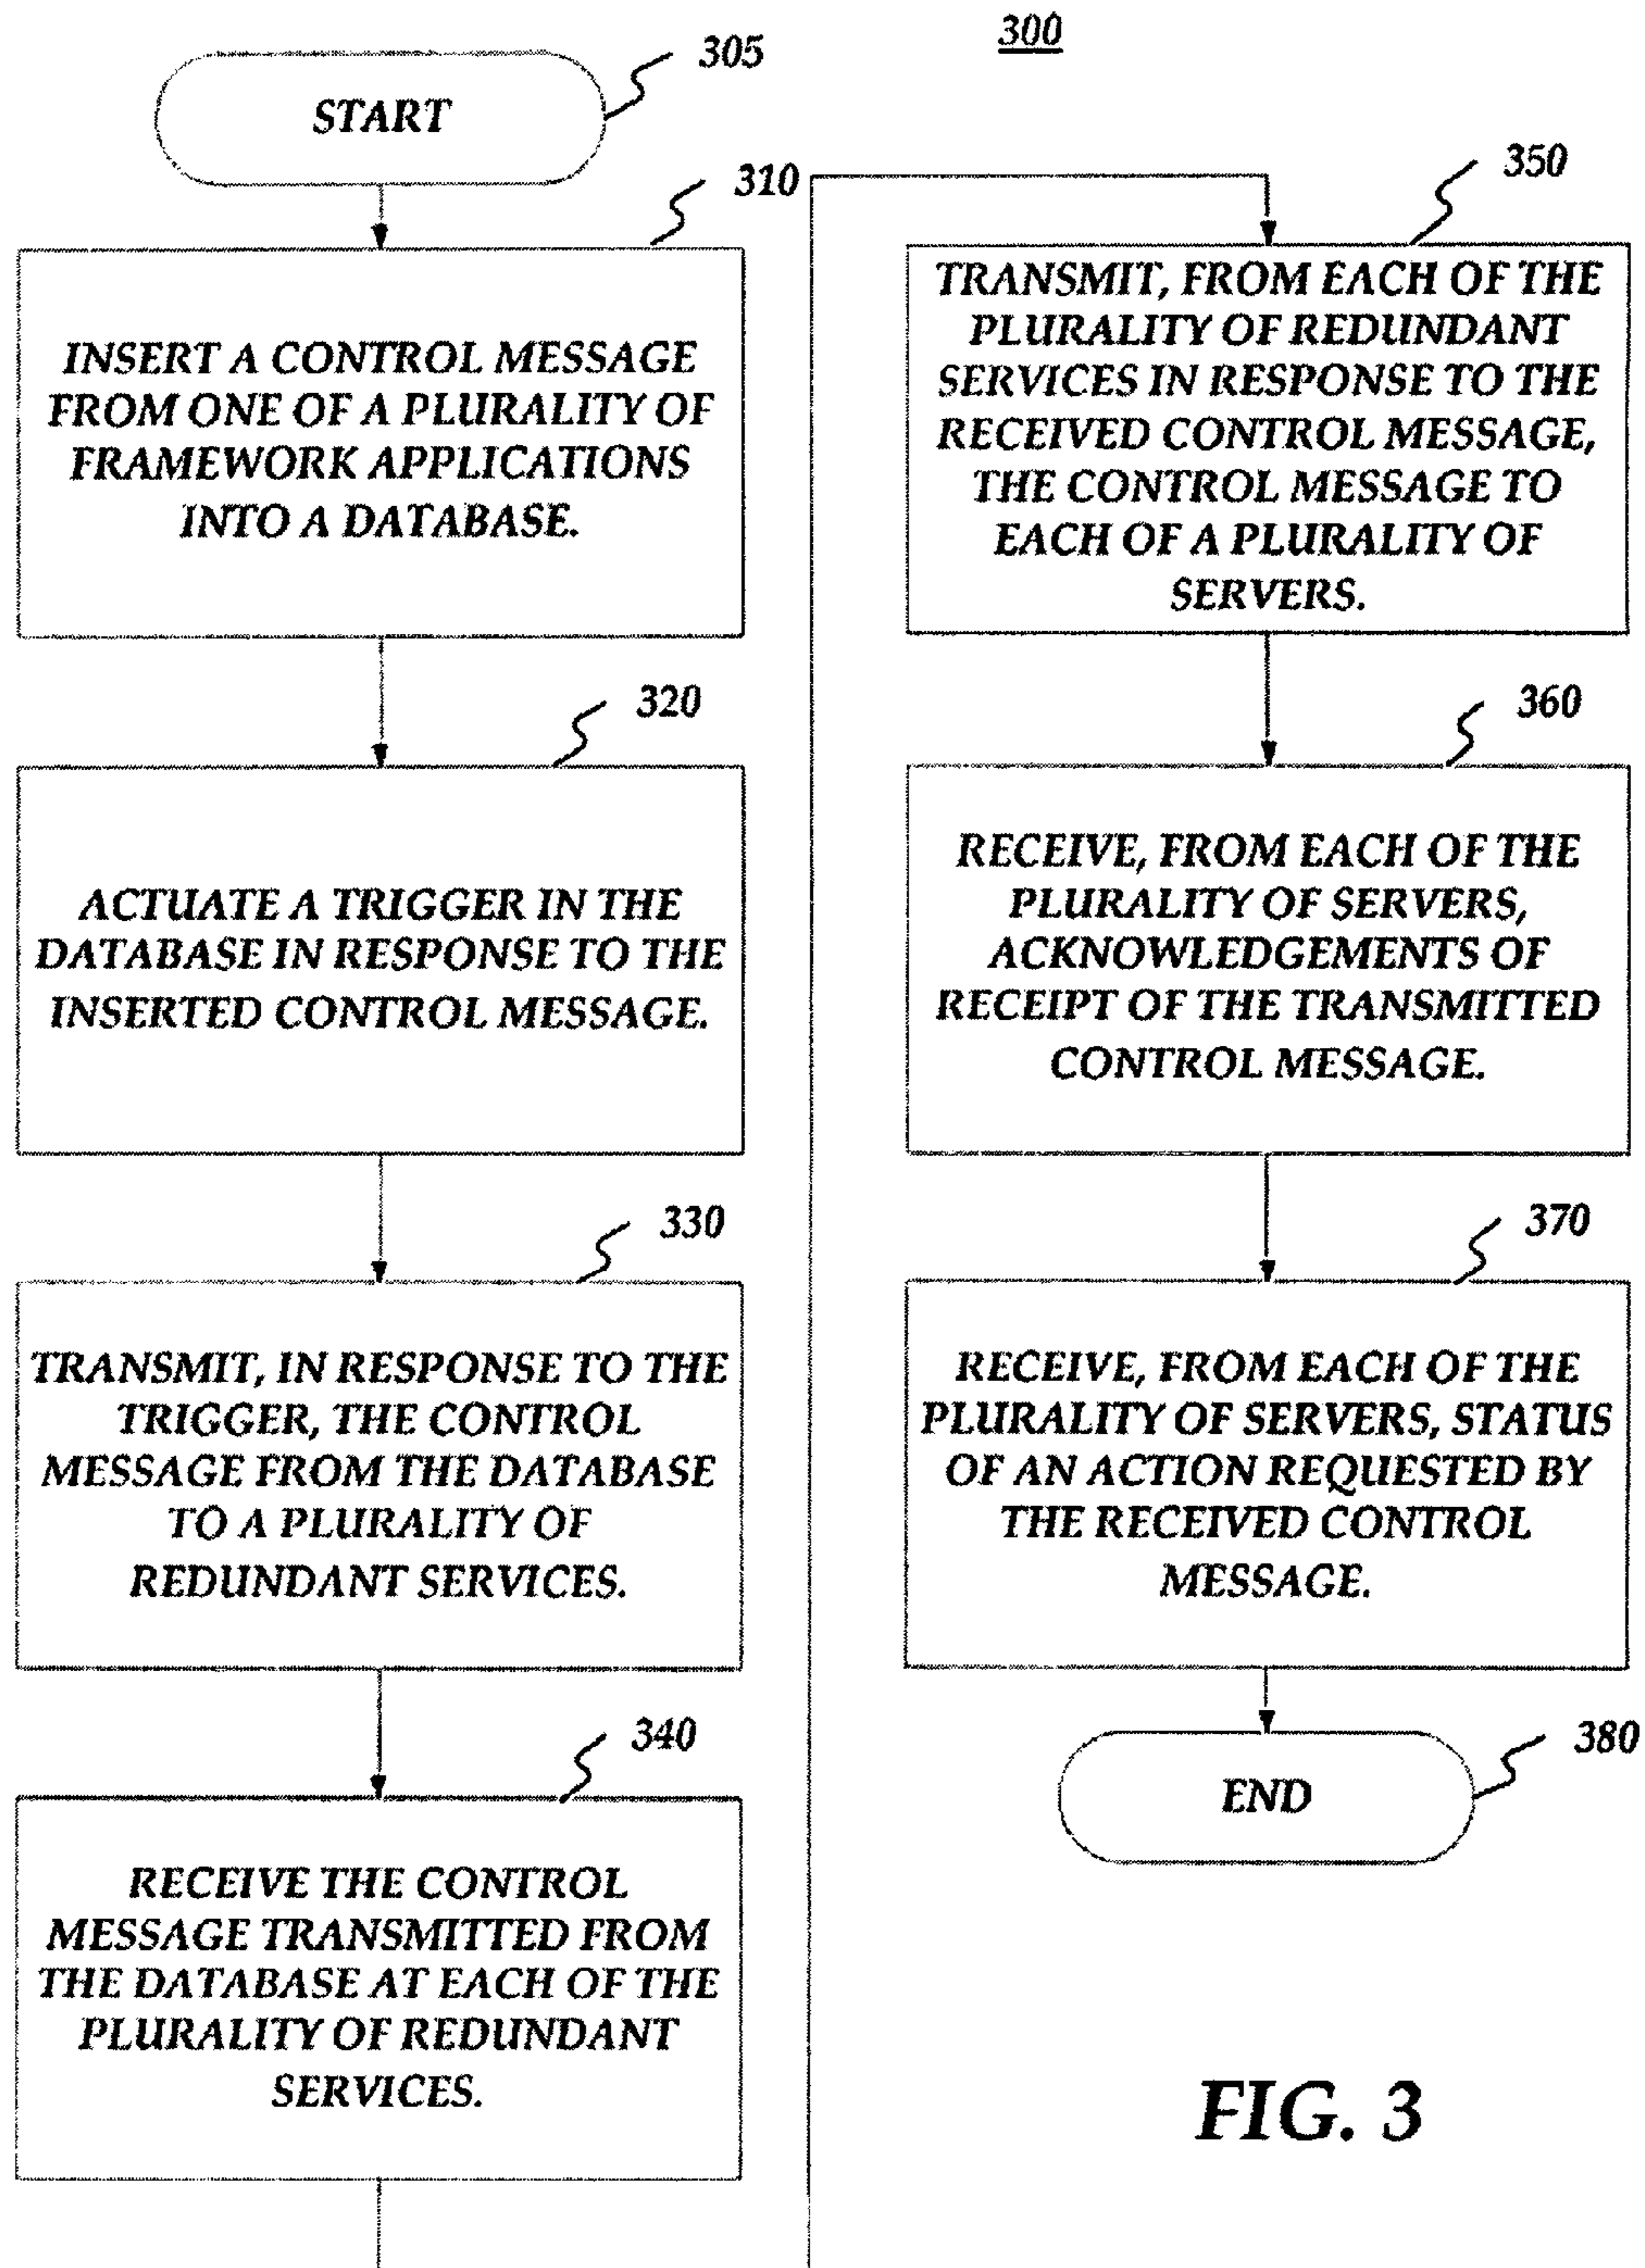 300
305
START
310
INSERT A CONTROL MESSAGE
FROM ONE OF A PLURALITY OF
FRAMEWORK APPLICATIONS
INTO A DATABASE.
320
ACTUATE A TRIGGER IN THE
DATABASE IN RESPONSE TO THE
INSERTED CONTROL MESSAGE.
330
TRANSMIT, IN RESPONSE TO THE
TRIGGER, THE CONTROL
MESSAGE FROM THE DATABASE
TO A PLURALITY OF
REDUNDANT SERVICES.
340
RECEIVE THE CONTROL
MESSAGE TRANSMITTED FROM
THE DATABASE AT EACH OF THE
PLURALITY OF REDUNDANT
SERVICES.
350
TRANSMIT, FROM EACH OF THE
PLURALITY OF REDUNDANT
SERVICES IN RESPONSE TO THE
RECEIVED CONTROL MESSAGE,
THE CONTROL MESSAGE TO
EACH OF A PLURALITY OF
SERVERS.
360
RECEIVE, FROM EACH OF THE
PLURALITY OF SERVERS,
ACKNOWLEDGEMENTS OF
RECEIPT OF THE TRANSMITTED
CONTROL MESSAGE.
370
RECEIVE, FROM EACH OF THE
PLURALITY OF SERVERS, STATUS
OF AN ACTION REQUESTED BY
THE RECEIVED CONTROL
MESSAGE.
380
END
FIG. 3